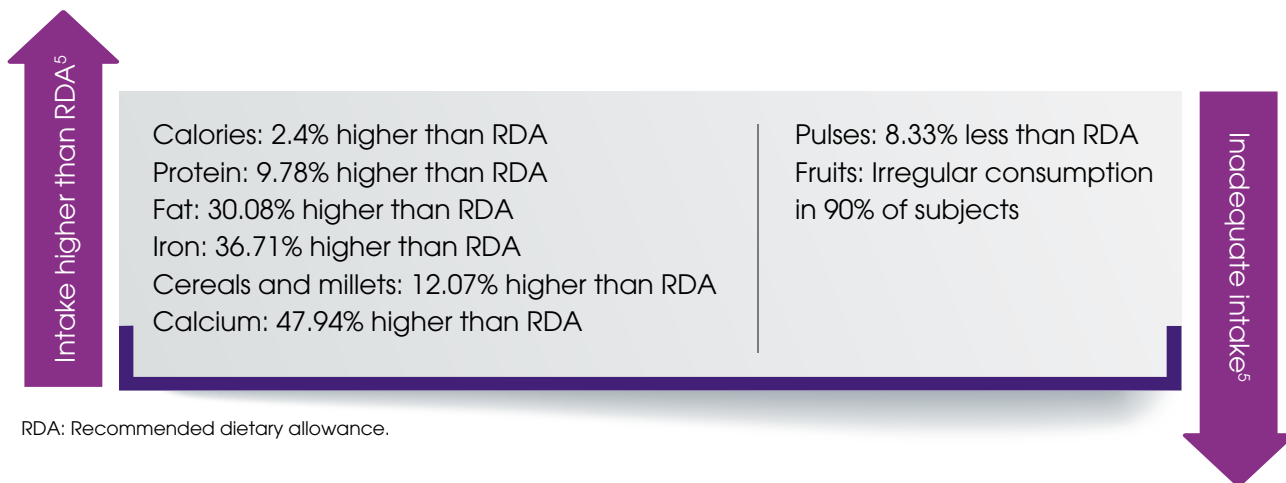 Intake higher than RDA5
Calories: 2.4% higher than RDA
Protein: 9.78% higher than RDA
Fat: 30.08% higher than RDA
Iron: 36.71% higher than RDA
Cereals and millets: 12.07% higher than RDA
Calcium: 47.94% higher than RDA
Pulses: 8.33% less than RDA
Fruits: Irregular consumption
in 90% of subjects
Inadequate intake5
RDA: Recommended dietary allowance.